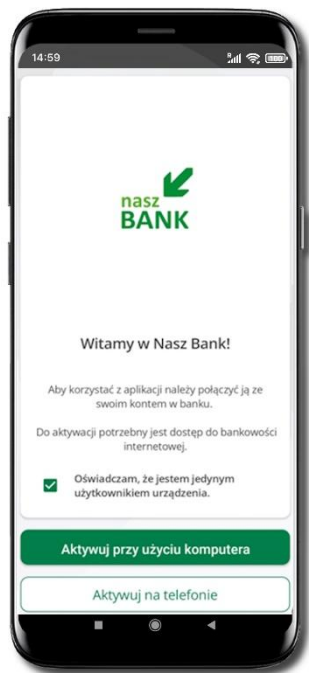 14:59
nasz
BANK
Witamy w Nasz Bank!
Aby korzystać z aplikacji należy połączyć ją ze
swoim kontem w banku.
Do aktywacji potrzebny jest dostęp do bankowości
internetowej.
Oświadczam, że jestem jedynym
użytkownikiem urządzenia.
Aktywuj przy użyciu komputera
Aktywuj na telefonie